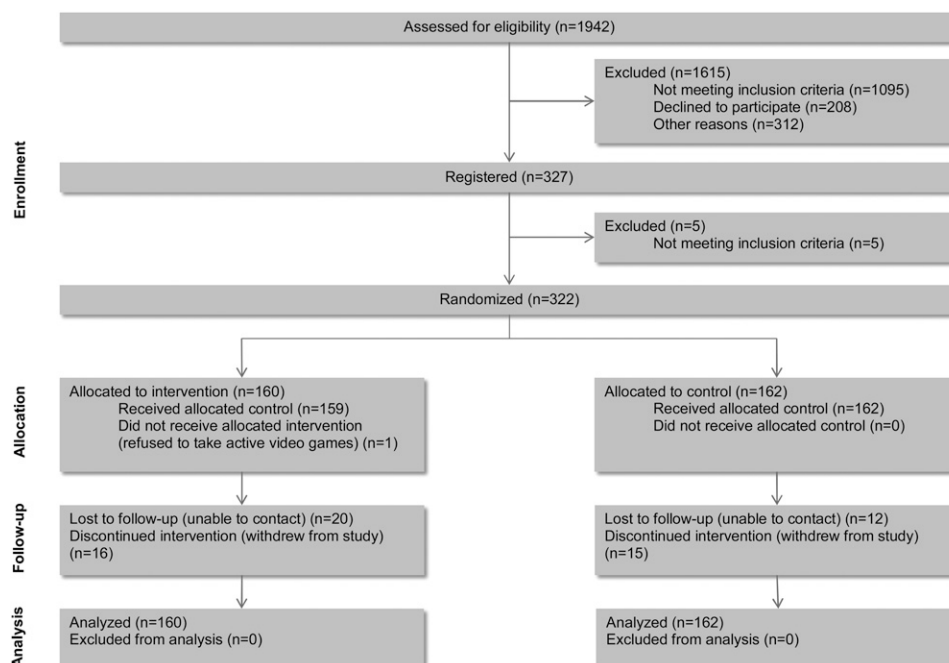 Assessed for eligibility (n=1942)
Excluded (n=1615)
Not meeting inclusion criteria (n=1095)
Declined to participate (n=208)
Other reasons (n=312)
Enrollment
Registered (n=327)
Excluded (n=5)
Not meeting inclusion criteria (n=5)
Randomized (n=322)
Allocation
Allocated to intervention (n=160)
Received allocated control (n=159)
Did not receive allocated intervention
(refused to take active video games) (n=1)
Allocated to control (n=162)
Received allocated control (n=162)
Did not receive allocated control (n=0)
Follow-up
Lost to follow-up (unable to contact) (n=20)
Discontinued intervention (withdrew from study)
(n=16)
Lost to follow-up (unable to contact) (n=12)
Discontinued intervention (withdrew from study)
(n=15)
Analysis
Analyzed (n=160)
Excluded from analysis (n=0)
Analyzed (n=162)
Excluded from analysis (n=0)